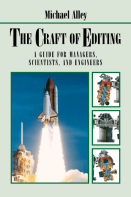 Michael Alley
THE CRAFT OF EDITING
A GUIDE FOR MANAGERS,
SCIENTISTS, AND ENGINEERS